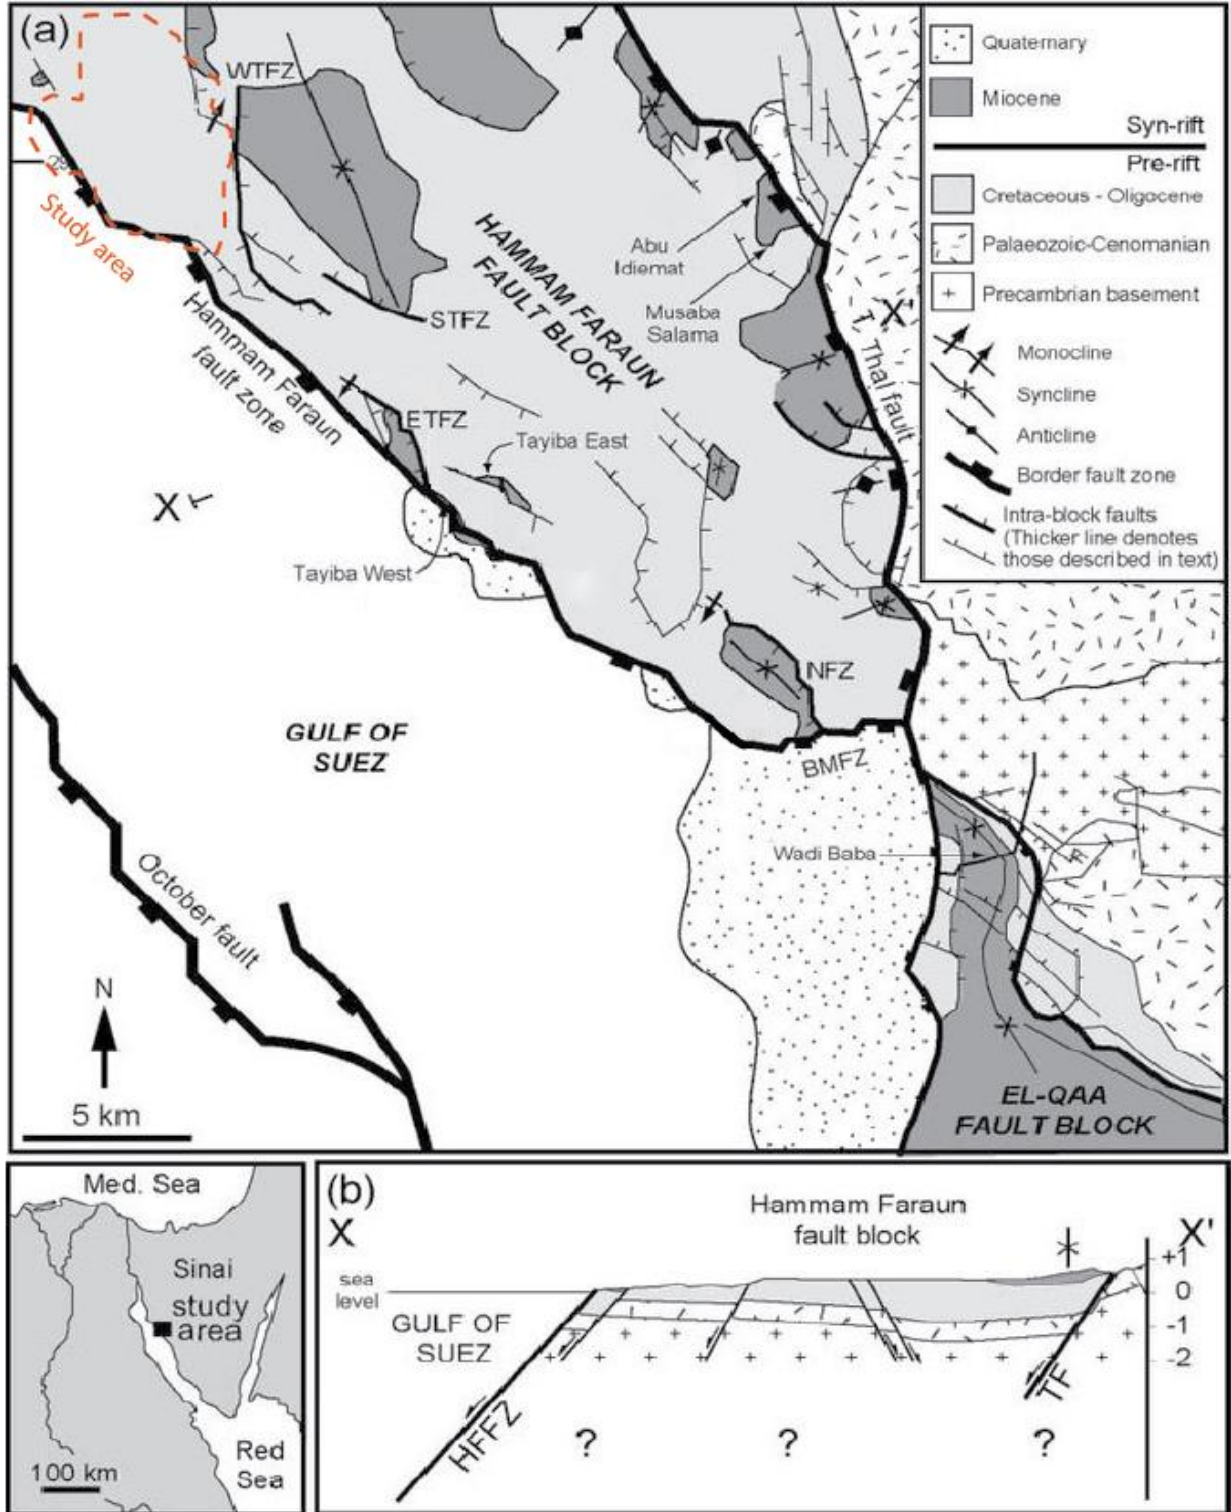 (a)
WTFZ
Study area
HAMMAM FARAUN
FAULT BLOCK
Abu
Idiemat
Musaba
Salama
STFZ
Hammam Faraun
fault zone
ETFZ
Tayiba East
Thal fault
X'
X
Tayiba West
INFZ
BMFZ
GULF OF
SUEZ
October fault
Wadi Baba
N
5 km
EL-QAA
FAULT BLOCK
Quaternary
Miocene
Syn-rift
Pre-rift
Cretaceous - Oligocene
Palaeozoic-Cenomanian
Precambrian basement
Monocline
Syncline
Anticline
Border fault zone
Intra-block faults
(Thicker line denotes
those described in text)
Med. Sea
Sinai
study
area
Red
Sea
100 km
(b)
Hammam Faraun
fault block
X
X'
sea
level
GULF OF
SUEZ
HFFZ
TF
?
?
?
+1
0
-1
-2